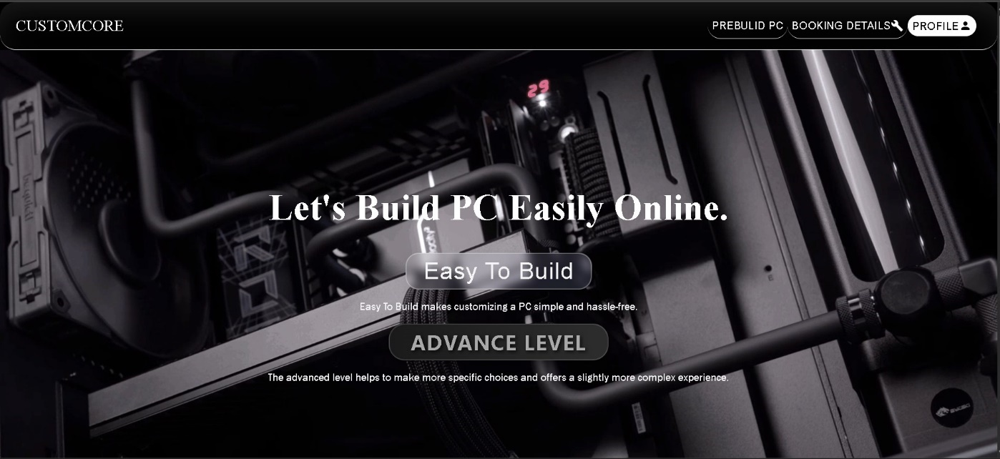 CUSTOMCORE
PREBULID PC
BOOKING DETAILS
PROFILE
29
Let's Build PC Easily Online.
Easy To Build
Easy To Build makes customizing a PC simple and hassle-free.
ADVANCE LEVEL
The advanced level helps to make more specific choices and offers a slightly more complex experience.